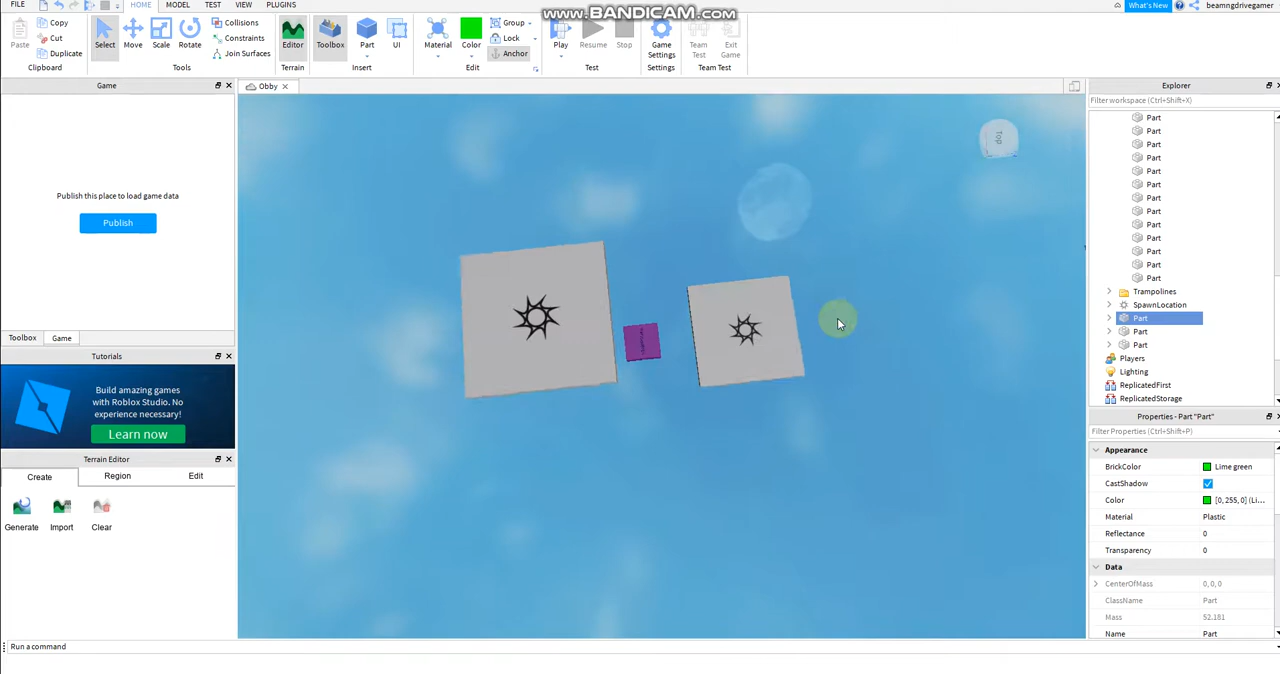 www.BANDICAM.com
FILE HOME MODEL TEST VIEW PLUGINS What's New beamngdrivegamer
Paste Copy Cut Duplicate Clipboard
Select Move Scale Rotate Collisions Constraints Join Surfaces Tools
Editor Terrain
Toolbox Part UI Insert
Material Color Group Lock Anchor Edit
Play Resume Stop Test
Game Settings Settings
Team Test Exit Game Team Test
Game
Obby
Explorer
Filter workspace (Ctrl+Shift+X)
Publish this place to load game data
Publish
Toolbox Game
Tutorials
Build amazing games
with Roblox Studio. No
experience necessary!
Learn now
Terrain Editor
Create Region Edit
Generate Import Clear
Top
Part
Part
Part
Part
Part
Part
Part
Part
Part
Part
Part
Part
Part
Trampolines
SpawnLocation
Part
Part
Part
Players
Lighting
ReplicatedFirst
ReplicatedStorage
Properties - Part "Part"
Filter Properties (Ctrl+Shift+P)
Appearance
BrickColor Lime green
CastShadow
Color [0, 255, 0] (Li...
Material Plastic
Reflectance 0
Transparency 0
Data
CenterOfMass 0, 0, 0
ClassName Part
Mass 52.181
Name Part
Run a command